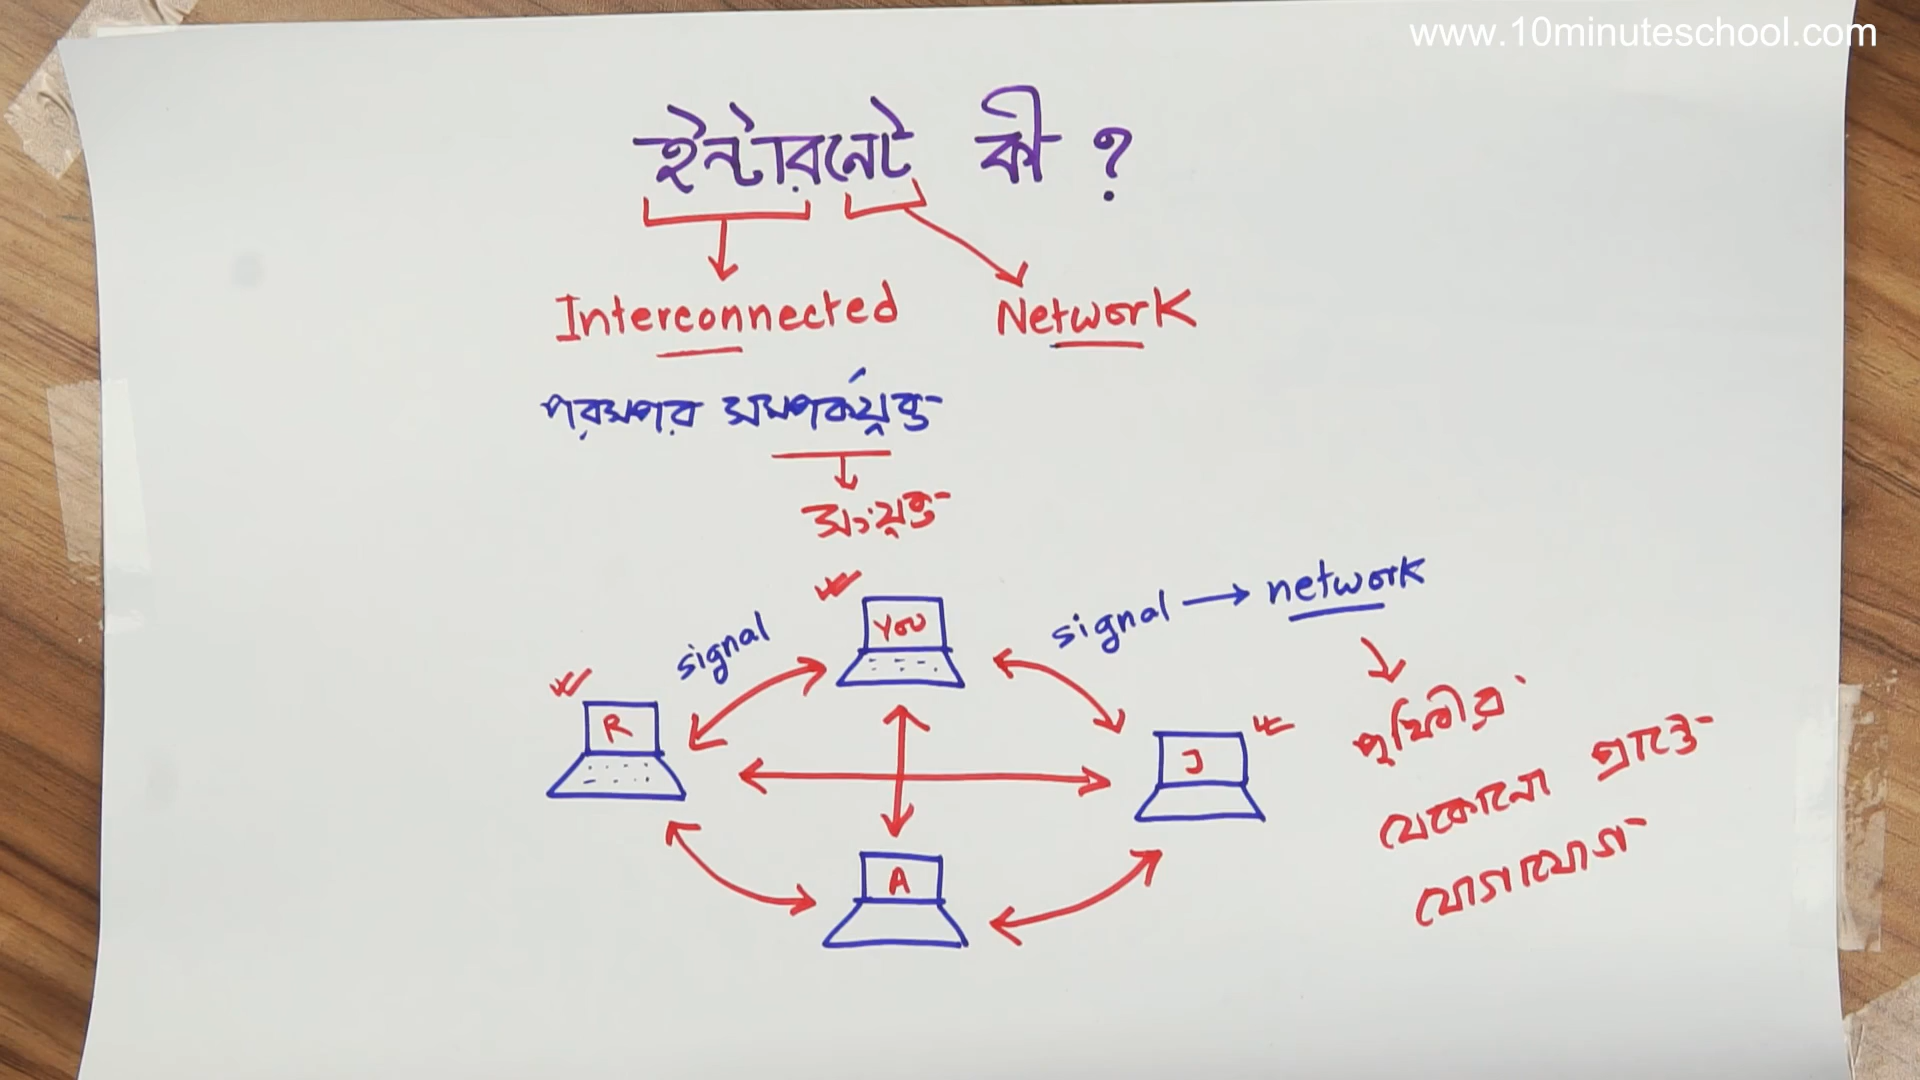 www.10minuteschool.com
ইন্টারনেট কী ?
Interconnected Network
পরস্পর সম্পর্কযুক্ত
সংযুক্ত
signal
signal → network
You
R
J
A
পৃথিবীর
যেকোনো প্রান্তে
যোগাযোগ